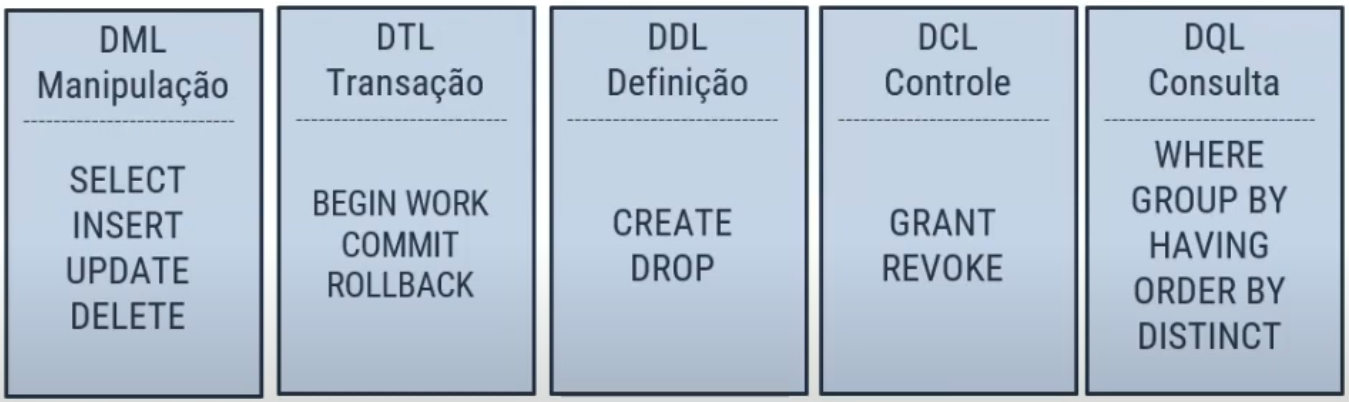 DML
Manipulação
SELECT
INSERT
UPDATE
DELETE
DTL
Transação
BEGIN WORK
COMMIT
ROLLBACK
DDL
Definição
CREATE
DROP
DCL
Controle
GRANT
REVOKE
DQL
Consulta
WHERE
GROUP BY
HAVING
ORDER BY
DISTINCT